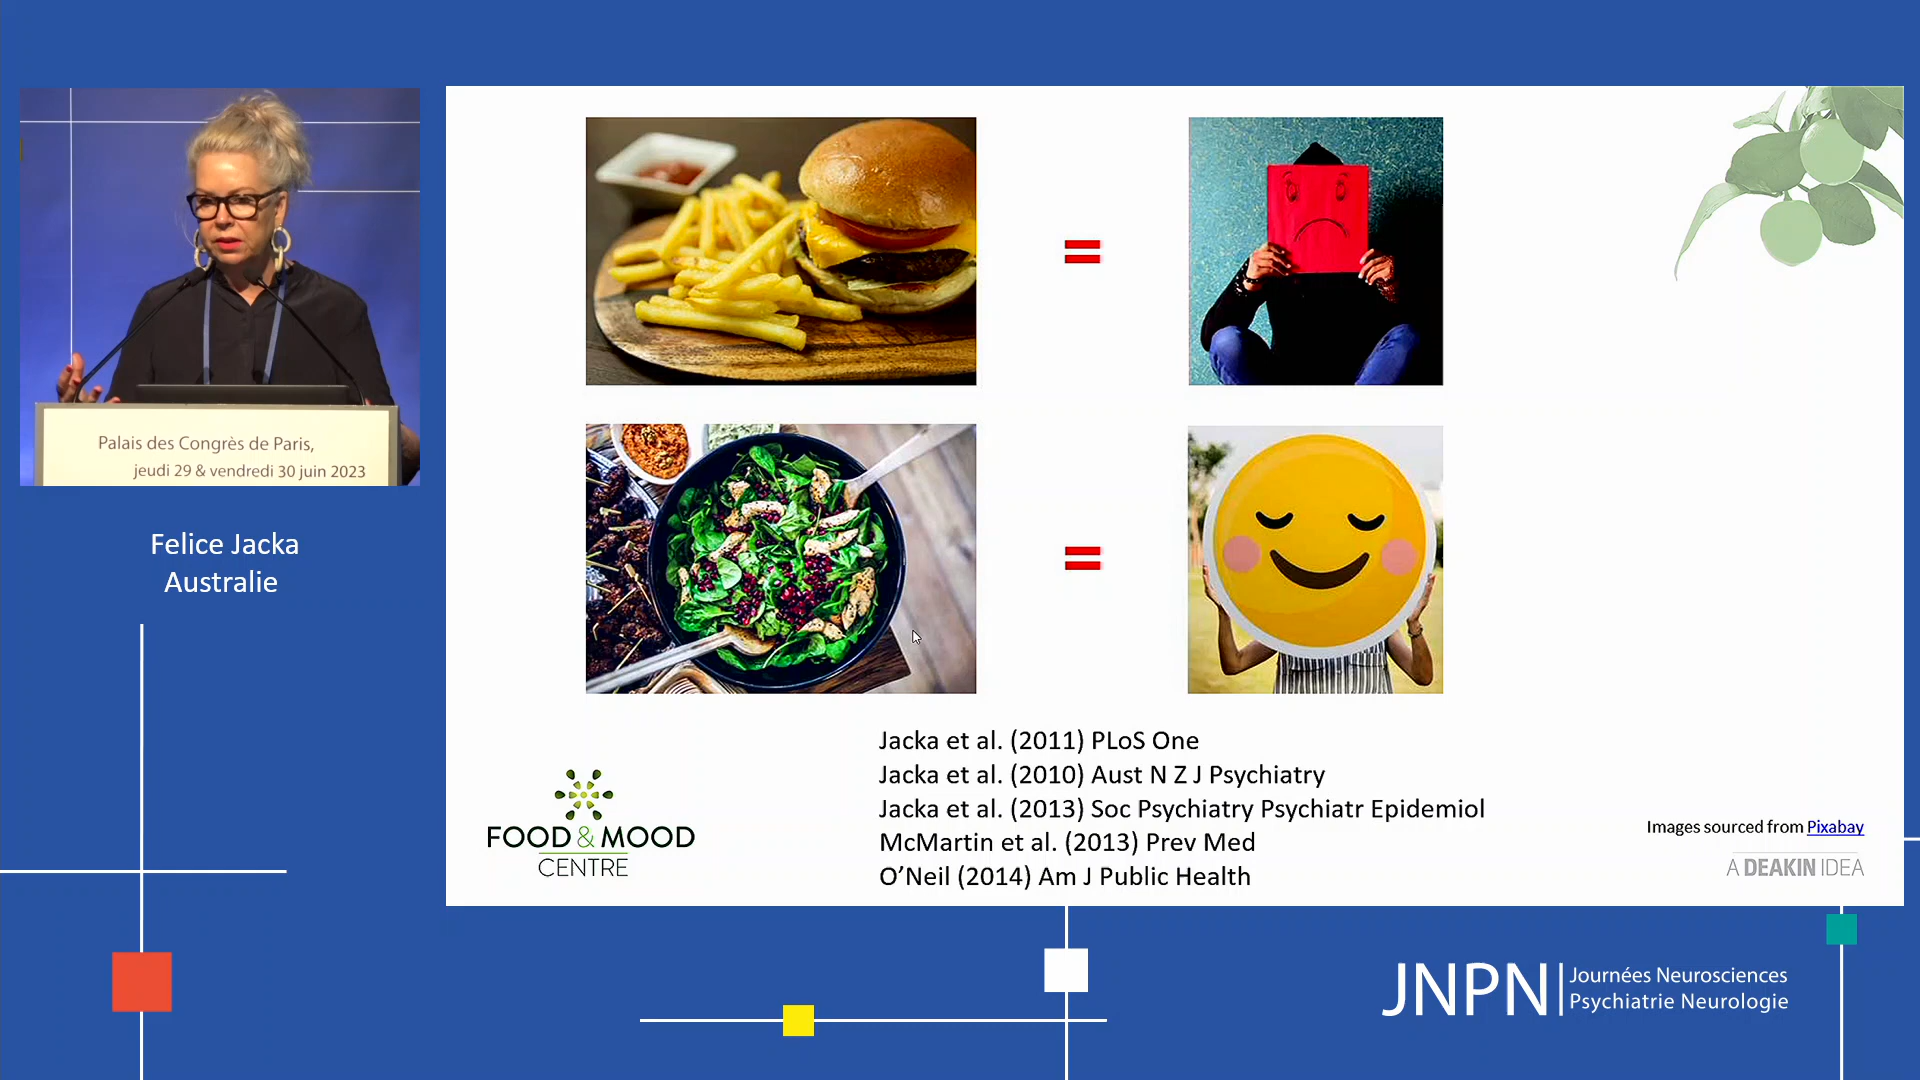 Palais des Congrès de Paris,
jeudi 29 & vendredi 30 juin 2023
Felice Jacka
Australie
Jacka et al. (2011) PLoS One
Jacka et al. (2010) Aust N Z J Psychiatry
Jacka et al. (2013) Soc Psychiatry Psychiatr Epidemiol
McMartin et al. (2013) Prev Med
O’Neil (2014) Am J Public Health
FOOD & MOOD
CENTRE
Images sourced from Pixabay
A DEAKIN IDEA
JNPN
Journées Neurosciences
Psychiatrie Neurologie